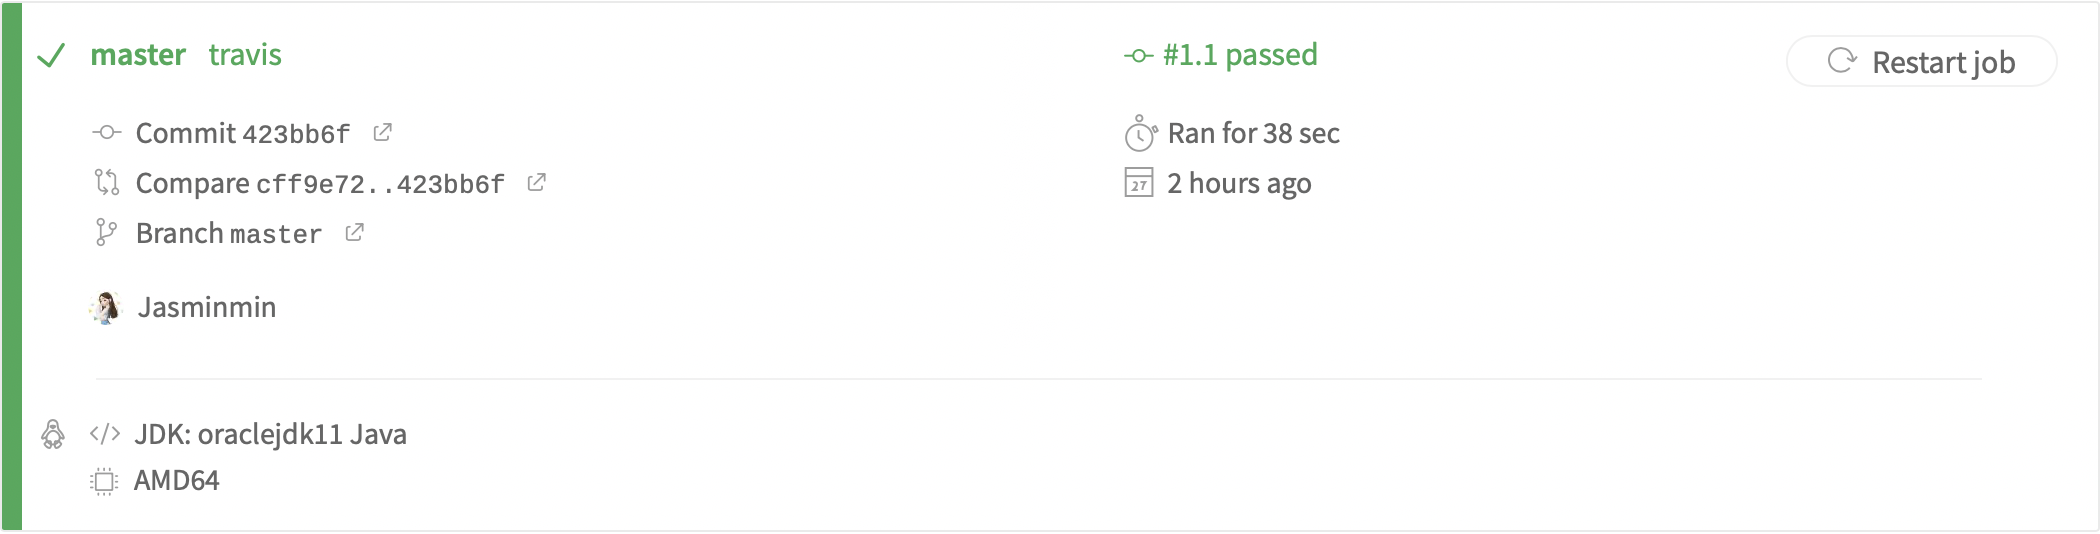 master travis
#1.1 passed
Restart job
Commit 423bb6f
Compare cff9e72..423bb6f
Branch master
Ran for 38 sec
27
2 hours ago
Jasminmin
</> JDK: oraclejdk11 Java
AMD64